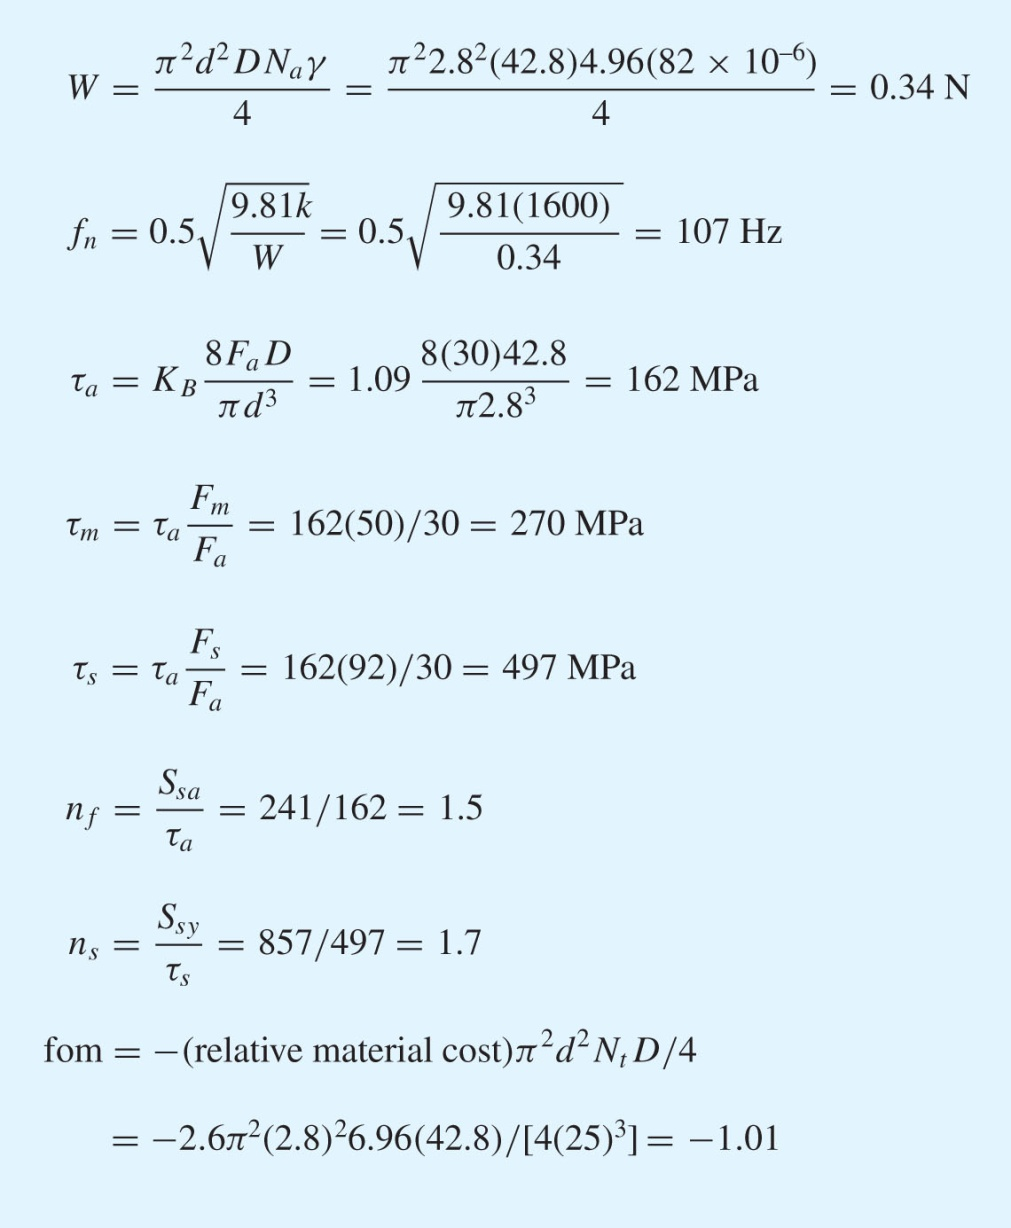 W = π²d²DNₐγ / 4 = π²2.8²(42.8)4.96(82 × 10⁻⁶) / 4 = 0.34 N
fₙ = 0.5√(9.81k / W) = 0.5√(9.81(1600) / 0.34) = 107 Hz
τₐ = K_B 8FₐD / πd³ = 1.09 8(30)42.8 / π2.8³ = 162 MPa
τₘ = τₐ Fₘ / Fₐ = 162(50)/30 = 270 MPa
τₛ = τₐ Fₛ / Fₐ = 162(92)/30 = 497 MPa
n_f = S_sa / τₐ = 241/162 = 1.5
nₛ = S_sy / τₛ = 857/497 = 1.7
fom = −(relative material cost)π²d²NₜD/4
= −2.6π²(2.8)²6.96(42.8)/[4(25)³] = −1.01